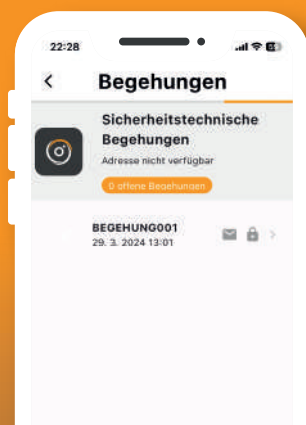 22:28
Begehungen
Sicherheitstechnische
Begehungen
Adresse nicht verfügbar
0 offene Begehungen
BEGEHUNG001
29. 3. 2024 13:01